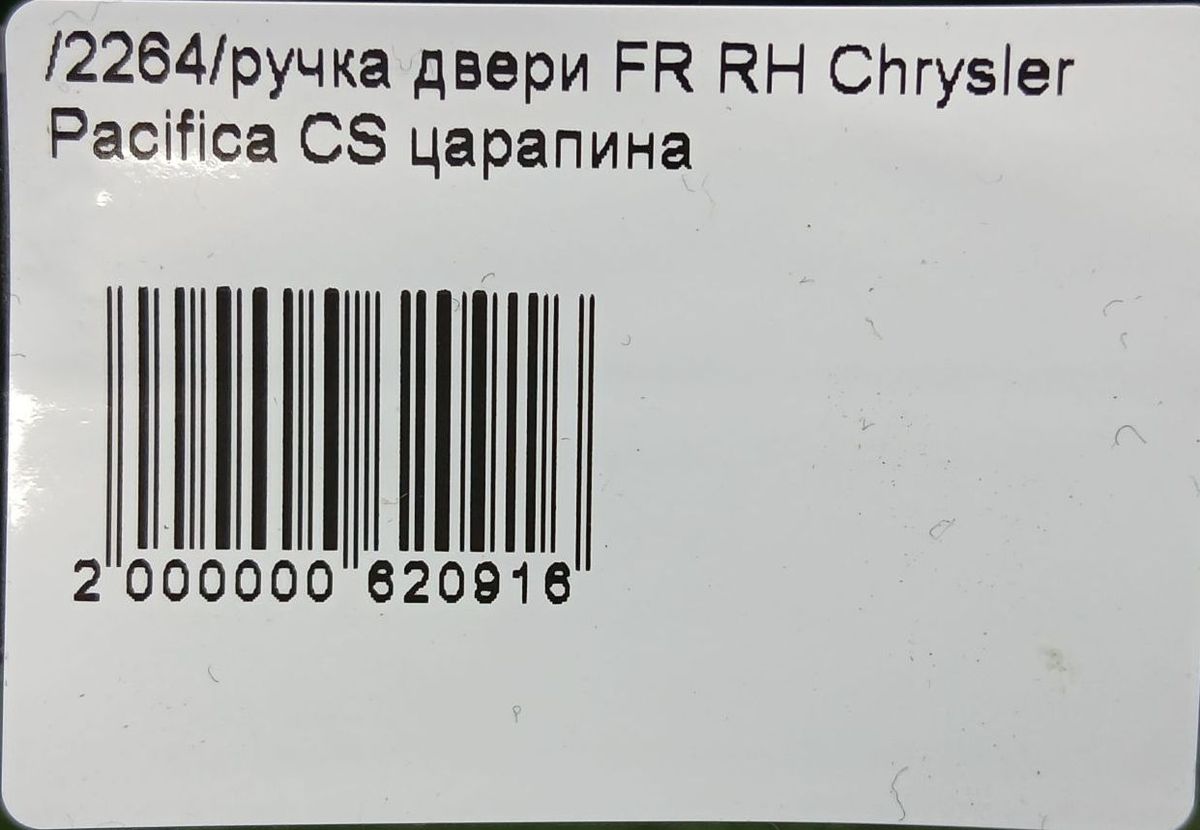 /2264/ручка двери FR RH Chrysler
Pacifica CS царапина
2 000000 620916